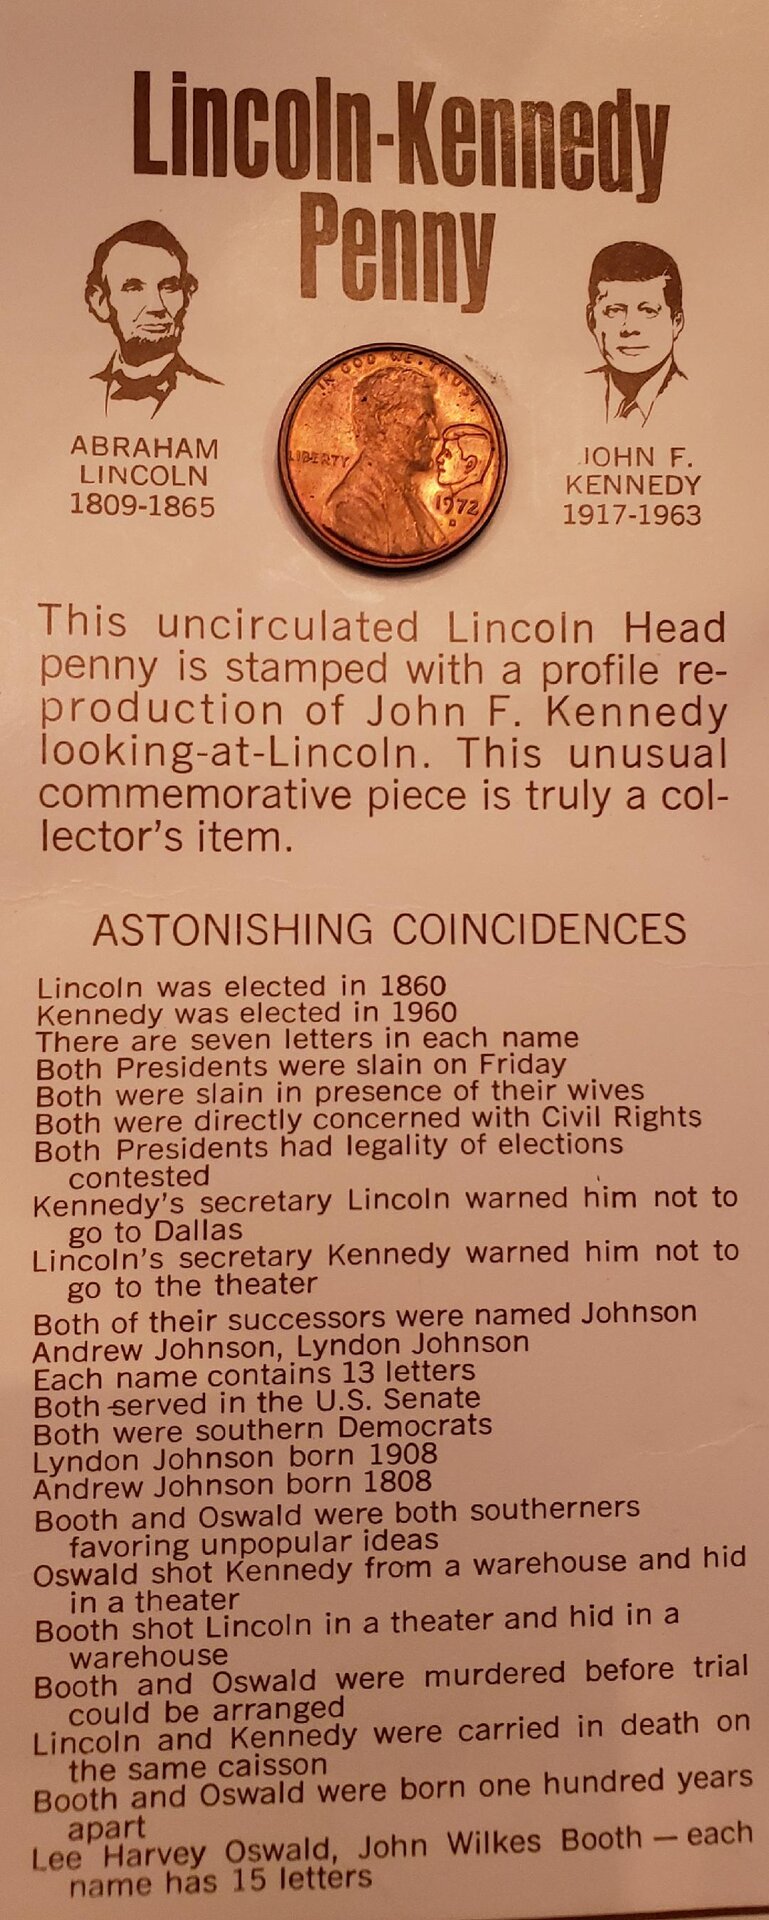 Lincoln-Kennedy
Penny
ABRAHAM
LINCOLN
1809-1865
IN GOD WE TRUST
LIBERTY
1972
D
JOHN F.
KENNEDY
1917-1963
This uncirculated Lincoln Head
penny is stamped with a profile re-
production of John F. Kennedy
looking-at-Lincoln. This unusual
commemorative piece is truly a col-
lector's item.
ASTONISHING COINCIDENCES
Lincoln was elected in 1860
Kennedy was elected in 1960
There are seven letters in each name
Both Presidents were slain on Friday
Both were slain in presence of their wives
Both were directly concerned with Civil Rights
Both Presidents had legality of elections
contested
Kennedy's secretary Lincoln warned him not to
go to Dallas
Lincoln's secretary Kennedy warned him not to
go to the theater
Both of their successors were named Johnson
Andrew Johnson, Lyndon Johnson
Each name contains 13 letters
Both served in the U.S. Senate
Both were southern Democrats
Lyndon Johnson born 1908
Andrew Johnson born 1808
Booth and Oswald were both southerners
favoring unpopular ideas
Oswald shot Kennedy from a warehouse and hid
in a theater
Booth shot Lincoln in a theater and hid in a
warehouse
Booth and Oswald were murdered before trial
could be arranged
Lincoln and Kennedy were carried in death on
the same caisson
Booth and Oswald were born one hundred years
apart
Lee Harvey Oswald, John Wilkes Booth — each
name has 15 letters